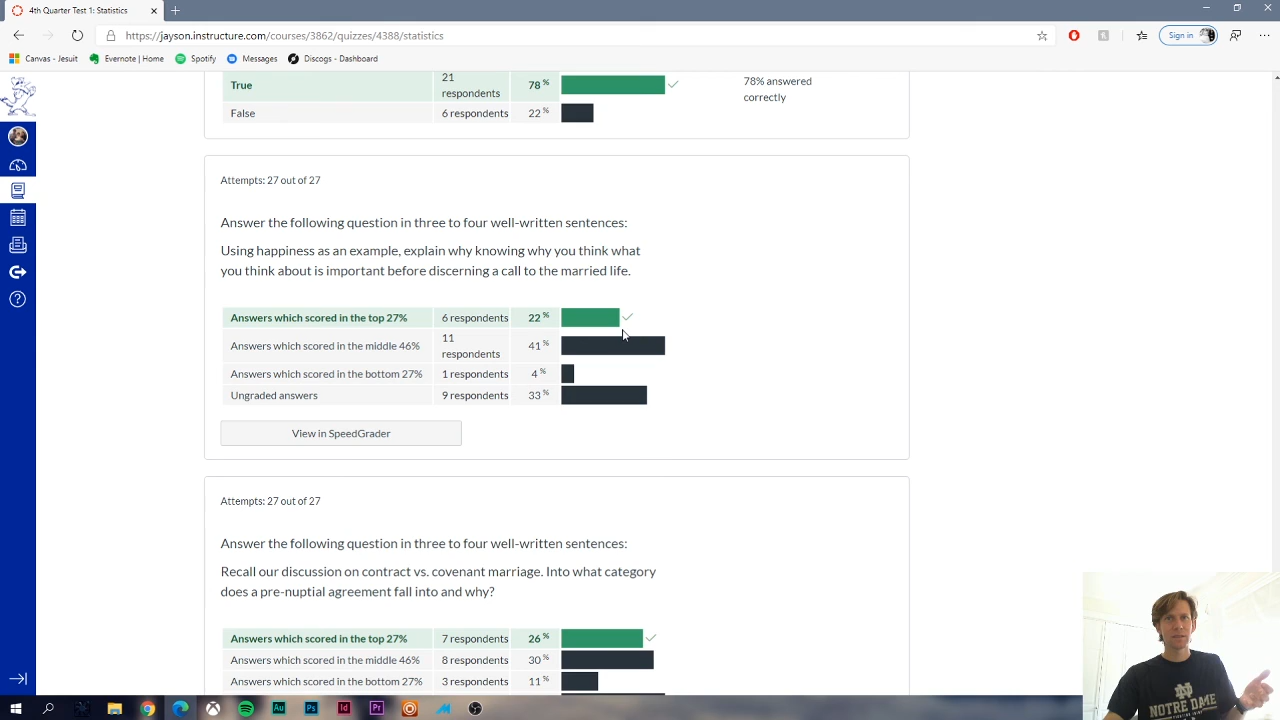 4th Quarter Test 1: Statistics
https://jayson.instructure.com/courses/3862/quizzes/4388/statistics
Sign in
Canvas - Jesuit
Evernote | Home
Spotify
Messages
Discogs - Dashboard
True
21
respondents
78 %
78% answered
correctly
False
6 respondents
22 %
Attempts: 27 out of 27
Answer the following question in three to four well-written sentences:
Using happiness as an example, explain why knowing why you think what
you think about is important before discerning a call to the married life.
Answers which scored in the top 27%
6 respondents
22 %
Answers which scored in the middle 46%
11
respondents
41 %
Answers which scored in the bottom 27%
1 respondents
4 %
Ungraded answers
9 respondents
33 %
View in SpeedGrader
Attempts: 27 out of 27
Answer the following question in three to four well-written sentences:
Recall our discussion on contract vs. covenant marriage. Into what category
does a pre-nuptial agreement fall into and why?
Answers which scored in the top 27%
7 respondents
26 %
Answers which scored in the middle 46%
8 respondents
30 %
Answers which scored in the bottom 27%
3 respondents
11 %
Au
Ps
Id
Pr
ND
NOTRE DAME